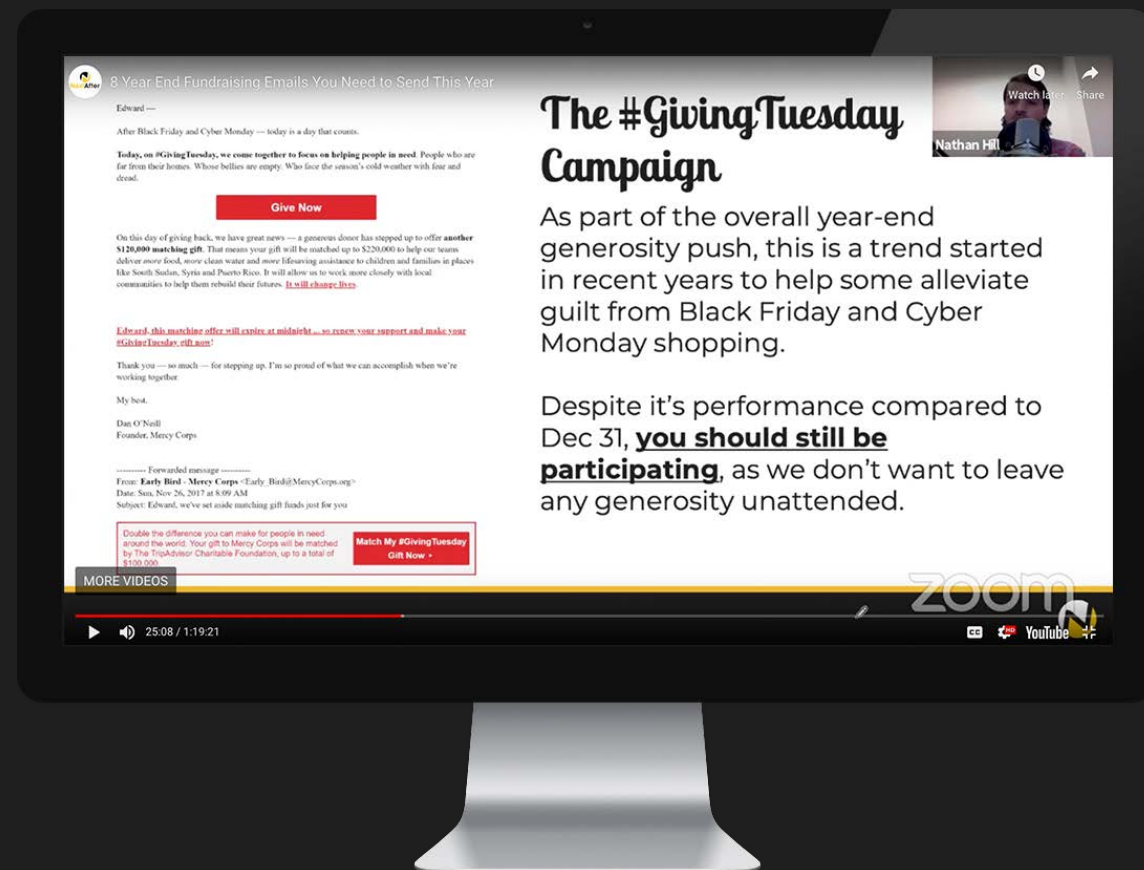 NextAfter
8 Year End Fundraising Emails You Need to Send This Year
Watch later
Share
Nathan Hill
Edward —
After Black Friday and Cyber Monday — today is a day that counts.
Today, on #GivingTuesday, we come together to focus on helping people in need. People who are
far from their homes. Whose bellies are empty. Who face the season's cold weather with fear and
dread.
Give Now
On this day of giving back, we have great news — a generous donor has stepped up to offer another
$120,000 matching gift. That means your gift will be matched up to $220,000 to help our teams
deliver more food, more clean water and more lifesaving assistance to children and families in places
like South Sudan, Syria and Puerto Rico. It will allow us to work more closely with local
communities to help them rebuild their futures. It will change lives.
Edward, this matching offer will expire at midnight ... so renew your support and make your
#GivingTuesday gift now!
Thank you — so much — for stepping up. I'm so proud of what we can accomplish when we're
working together.
My best,
Dan O'Neill
Founder, Mercy Corps
---------- Forwarded message ----------
From: Early Bird - Mercy Corps <Early_Bird@MercyCorps.org>
Date: Sun, Nov 26, 2017 at 8:09 AM
Subject: Edward, we've set aside matching gift funds just for you
Double the difference you can make for people in need
around the world. Your gift to Mercy Corps will be matched
by The TripAdvisor Charitable Foundation, up to a total of
$100,000.
Match My #GivingTuesday
Gift Now
The #GivingTuesday
Campaign
As part of the overall year-end
generosity push, this is a trend started
in recent years to help some alleviate
guilt from Black Friday and Cyber
Monday shopping.
Despite it's performance compared to
Dec 31, you should still be
participating, as we don't want to leave
any generosity unattended.
MORE VIDEOS
zoom
25:08 / 1:19:21
CC
HD
YouTube